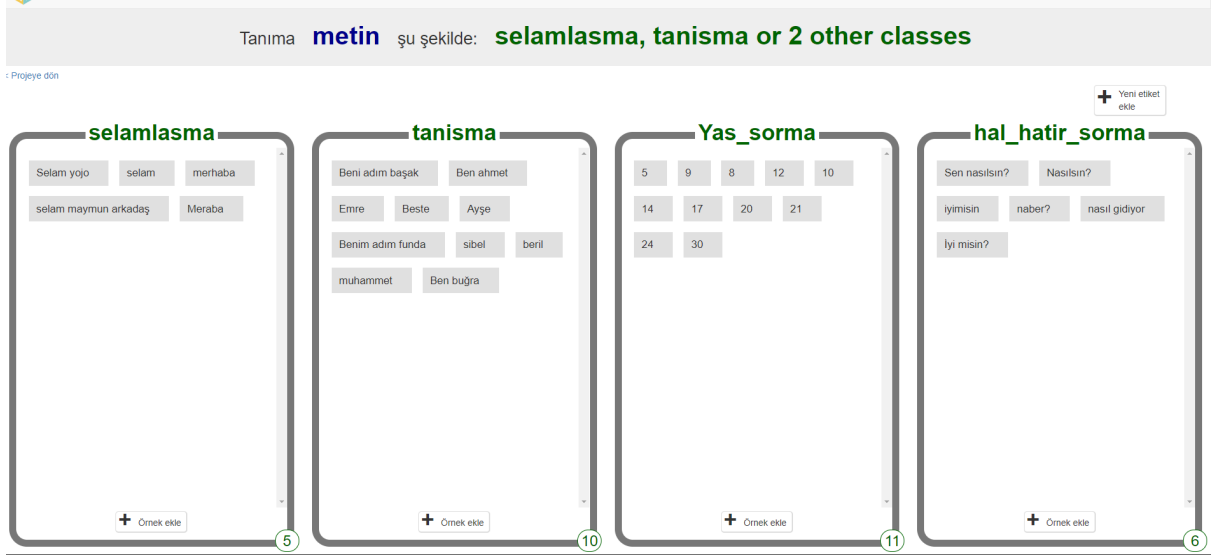 Tanıma metin şu şekilde: selamlasma, tanisma or 2 other classes
‹ Projeye dön
Yeni etiket
ekle
selamlasma
Selam yojo selam merhaba
selam maymun arkadaş Meraba
Örnek ekle
5
tanisma
Beni adım başak Ben ahmet
Emre Beste Ayşe
Benim adım funda sibel beril
muhammet Ben buğra
Örnek ekle
10
Yas_sorma
5 9 8 12 10
14 17 20 21
24 30
Örnek ekle
11
hal_hatir_sorma
Sen nasılsın? Nasılsın?
iyimisin naber? nasıl gidiyor
İyi misin?
Örnek ekle
6